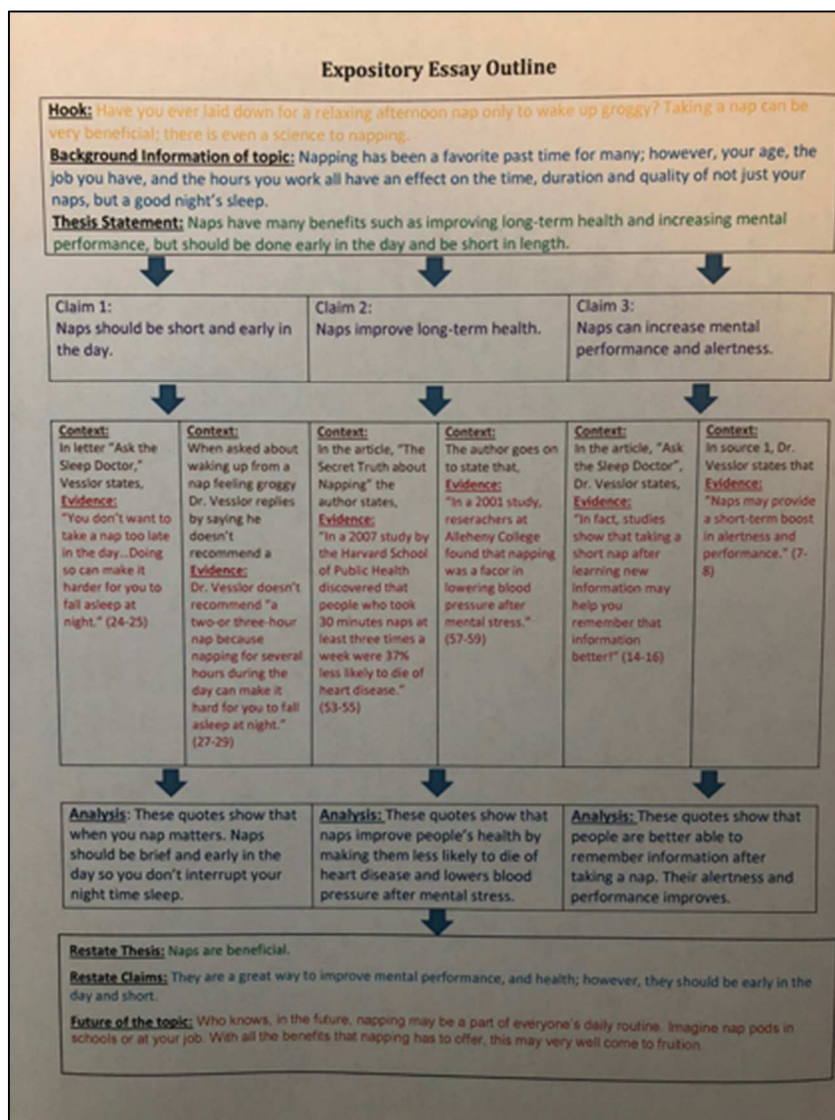 Expository Essay Outline
Hook: Have you ever laid down for a relaxing afternoon nap only to wake up groggy? Taking a nap can be
very beneficial; there is even a science to napping.
Background Information of topic: Napping has been a favorite past time for many; however, your age, the
job you have, and the hours you work all have an effect on the time, duration and quality of not just your
naps, but a good night's sleep.
Thesis Statement: Naps have many benefits such as improving long-term health and increasing mental
performance, but should be done early in the day and be short in length.
Claim 1:
Naps should be short and early in
the day.
Claim 2:
Naps improve long-term health.
Claim 3:
Naps can increase mental
performance and alertness.
Context:
In letter "Ask the
Sleep Doctor,"
Vesslor states,
Evidence:
"You don't want to
take a nap too late
in the day...Doing
so can make it
harder for you to
fall asleep at
night." (24-25)
Context:
When asked about
waking up from a
nap feeling groggy
Dr. Vesslor replies
by saying he
doesn't
recommend a
Evidence:
Dr. Vesslor doesn't
recommend "a
two-or three-hour
nap because
napping for several
hours during the
day can make it
hard for you to fall
asleep at night."
(27-29)
Context:
In the article, "The
Secret Truth about
Napping" the
author states,
Evidence:
"In a 2007 study by
the Harvard School
of Public Health
discovered that
people who took
30 minutes naps at
least three times a
week were 37%
less likely to die of
heart disease."
(53-55)
Context:
The author goes on
to state that,
Evidence:
"In a 2001 study,
reserachers at
Alleheny College
found that napping
was a facor in
lowering blood
pressure after
mental stress."
(57-59)
Context:
In the article, "Ask
the Sleep Doctor",
Dr. Vesslor states,
Evidence:
"In fact, studies
show that taking a
short nap after
learning new
information may
help you
remember that
information
better!" (14-16)
Context:
In source 1, Dr.
Vesslor states that
Evidence:
"Naps may provide
a short-term boost
in alertness and
performance." (7-
8)
Analysis: These quotes show that
when you nap matters. Naps
should be brief and early in the
day so you don't interrupt your
night time sleep.
Analysis: These quotes show that
naps improve people's health by
making them less likely to die of
heart disease and lowers blood
pressure after mental stress.
Analysis: These quotes show that
people are better able to
remember information after
taking a nap. Their alertness and
performance improves.
Restate Thesis: Naps are beneficial.
Restate Claims: They are a great way to improve mental performance, and health; however, they should be early in the
day and short.
Future of the topic: Who knows, in the future, napping may be a part of everyone's daily routine. Imagine nap pods in
schools or at your job. With all the benefits that napping has to offer, this may very well come to fruition